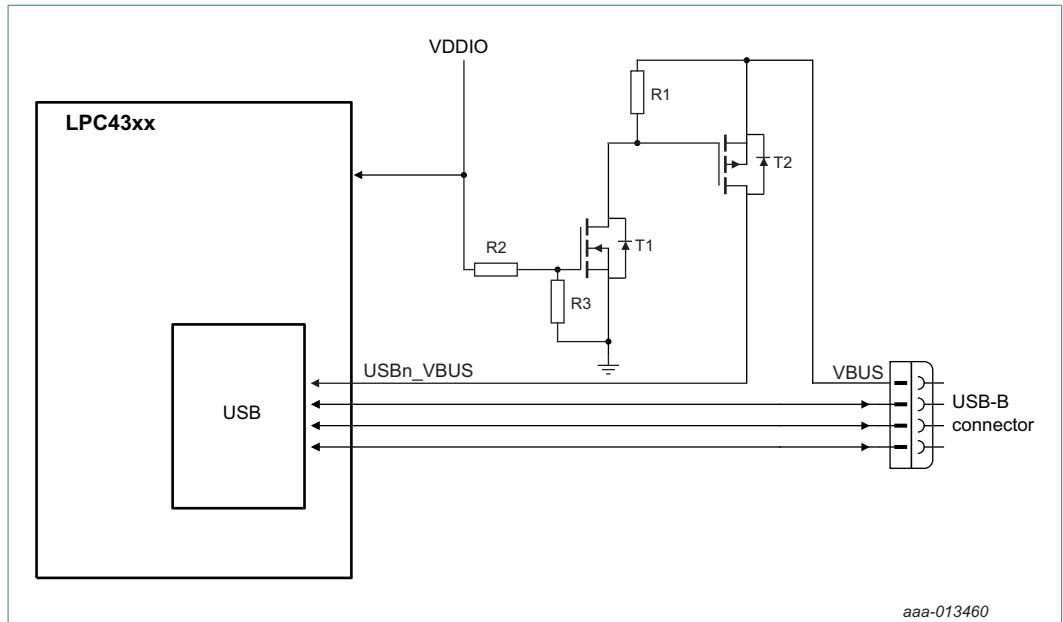 VDDIO
LPC43xx
R1
T2
R2
T1
R3
USBn_VBUS
VBUS
USB
USB-B
connector
aaa-013460